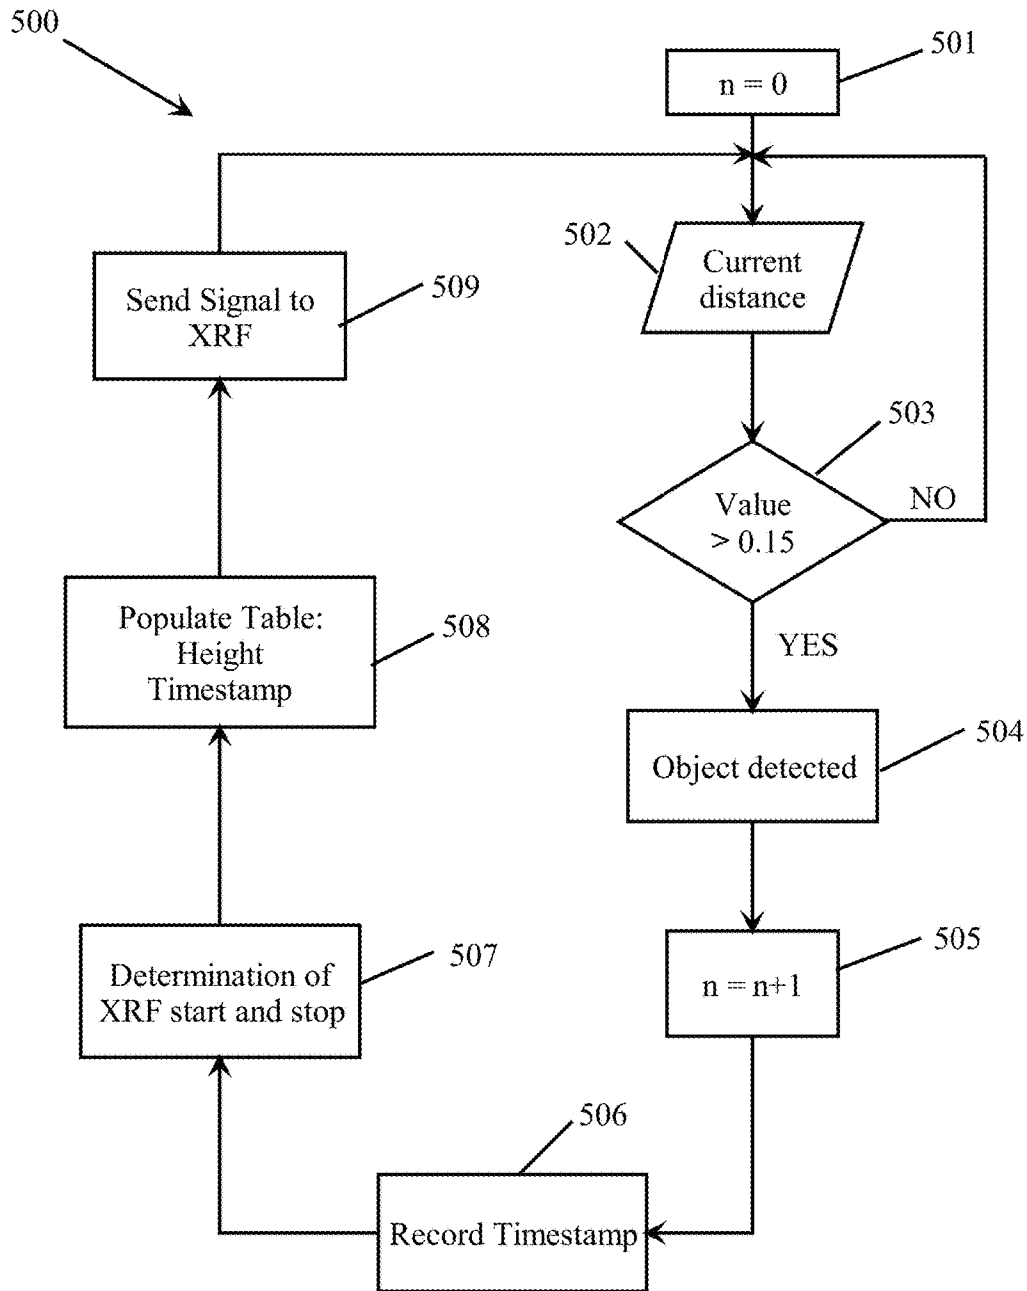 500
501
n = 0
502
Current
distance
509
Send Signal to
XRF
503
Value
> 0.15
NO
YES
508
Populate Table:
Height
Timestamp
504
Object detected
507
Determination of
XRF start and stop
505
n = n+1
506
Record Timestamp